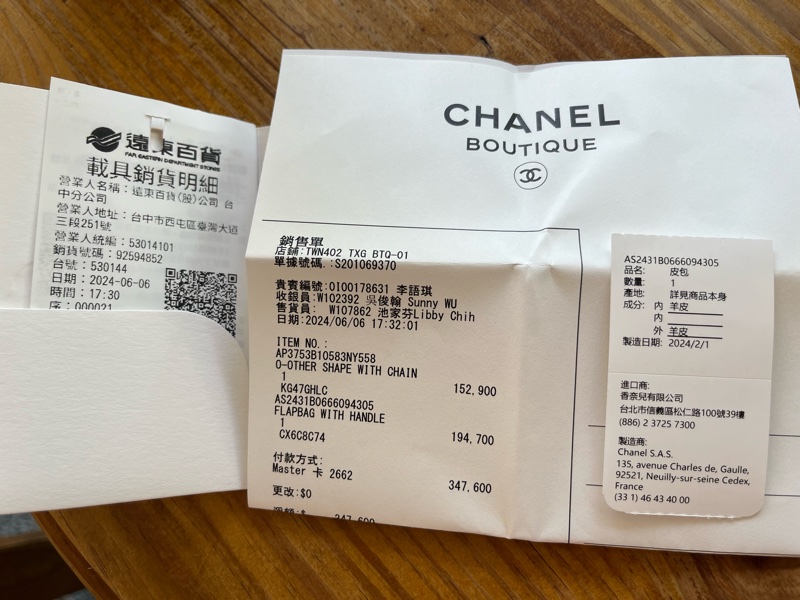 遠東百貨
FAR EASTERN DEPARTMENT STORES
載具銷貨明細
營業人名稱：遠東百貨(股)公司 台
中分公司
營業人地址：台中市西屯區臺灣大道
三段251號
營業人統編：53014101
銷貨號碼：92594852
台號：530144
日期：2024-06-06
時間：17:30
序：000021
CHANEL
BOUTIQUE
銷售單
店鋪:TWN402 TXG BTQ-01
單據號碼.:S201069370
貴賓編號:0I00178631 李語琪
收銀員:W102392 吳俊翰 Sunny WU
售貨員: W107862 池家芬Libby Chih
日期:2024/06/06 17:32:01
ITEM NO.:
AP3753B10583NY558
O-OTHER SHAPE WITH CHAIN
1 152,900
KG47GHLC
AS2431B0666094305
FLAPBAG WITH HANDLE
1 194,700
CX6C8C74
付款方式:
Master 卡 2662 347,600
更改:$0
347,600
AS2431B0666094305
品名: 皮包
數量: 1
產地: 詳見商品本身
成分: 內 羊皮
內
外 羊皮
製造日期: 2024/2/1
進口商:
香奈兒有限公司
台北市信義區松仁路100號39樓
(886) 2 3725 7300
製造商:
Chanel S.A.S.
135, avenue Charles de, Gaulle,
92521, Neuilly-sur-seine Cedex,
France
(33 1) 46 43 40 00